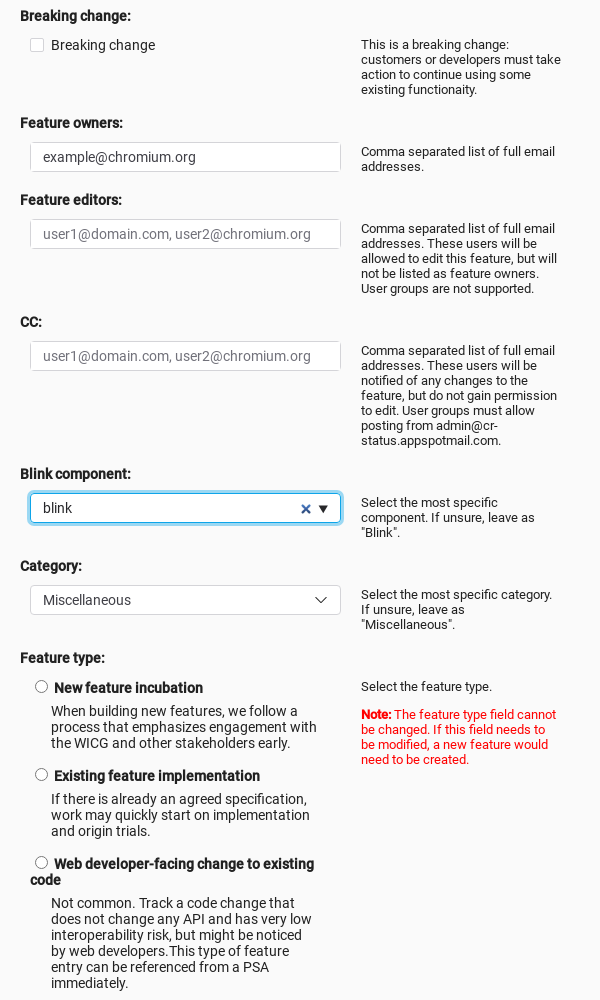 Breaking change:
Breaking change
This is a breaking change:
customers or developers must take
action to continue using some
existing functionaity.
Feature owners:
example@chromium.org
Comma separated list of full email
addresses.
Feature editors:
user1@domain.com, user2@chromium.org
Comma separated list of full email
addresses. These users will be
allowed to edit this feature, but will
not be listed as feature owners.
User groups are not supported.
CC:
user1@domain.com, user2@chromium.org
Comma separated list of full email
addresses. These users will be
notified of any changes to the
feature, but do not gain permission
to edit. User groups must allow
posting from admin@cr-
status.appspotmail.com.
Blink component:
blink
Select the most specific
component. If unsure, leave as
"Blink".
Category:
Miscellaneous
Select the most specific category.
If unsure, leave as
"Miscellaneous".
Feature type:
New feature incubation
When building new features, we follow a
process that emphasizes engagement with
the WICG and other stakeholders early.
Existing feature implementation
If there is already an agreed specification,
work may quickly start on implementation
and origin trials.
Web developer-facing change to existing
code
Not common. Track a code change that
does not change any API and has very low
interoperability risk, but might be noticed
by web developers.This type of feature
entry can be referenced from a PSA
immediately.
Select the feature type.
Note: The feature type field cannot
be changed. If this field needs to
be modified, a new feature would
need to be created.